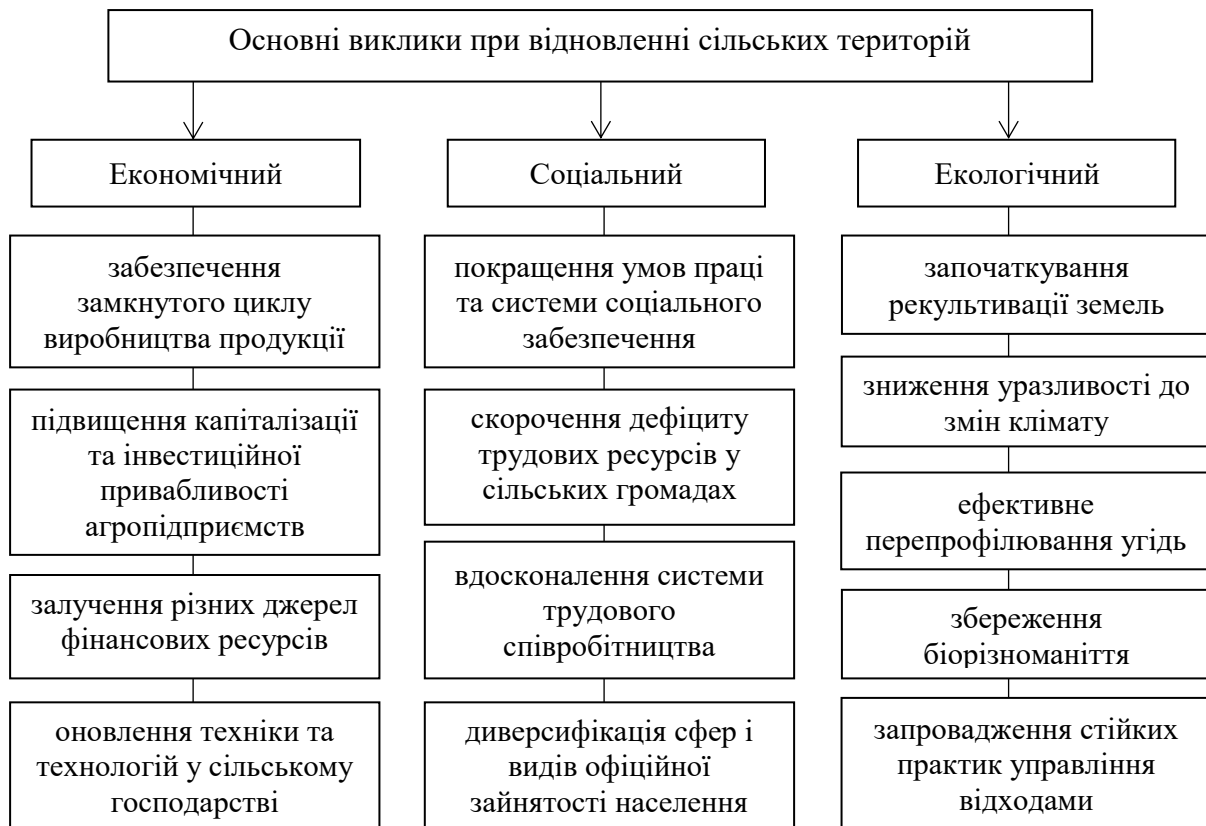 Основні виклики при відновленні сільських територій
Економічний
забезпечення
замкнутого циклу
виробництва продукції
підвищення капіталізації
та інвестиційної
привабливості
агропідприємств
залучення різних джерел
фінансових ресурсів
оновлення техніки та
технологій у сільському
господарстві
Соціальний
покращення умов праці
та системи соціального
забезпечення
скорочення дефіциту
трудових ресурсів у
сільських громадах
вдосконалення системи
трудового
співробітництва
диверсифікація сфер і
видів офіційної
зайнятості населення
Екологічний
започаткування
рекультивації земель
зниження уразливості до
змін клімату
ефективне
перепрофілювання угідь
збереження
біорізноманіття
запровадження стійких
практик управління
відходами